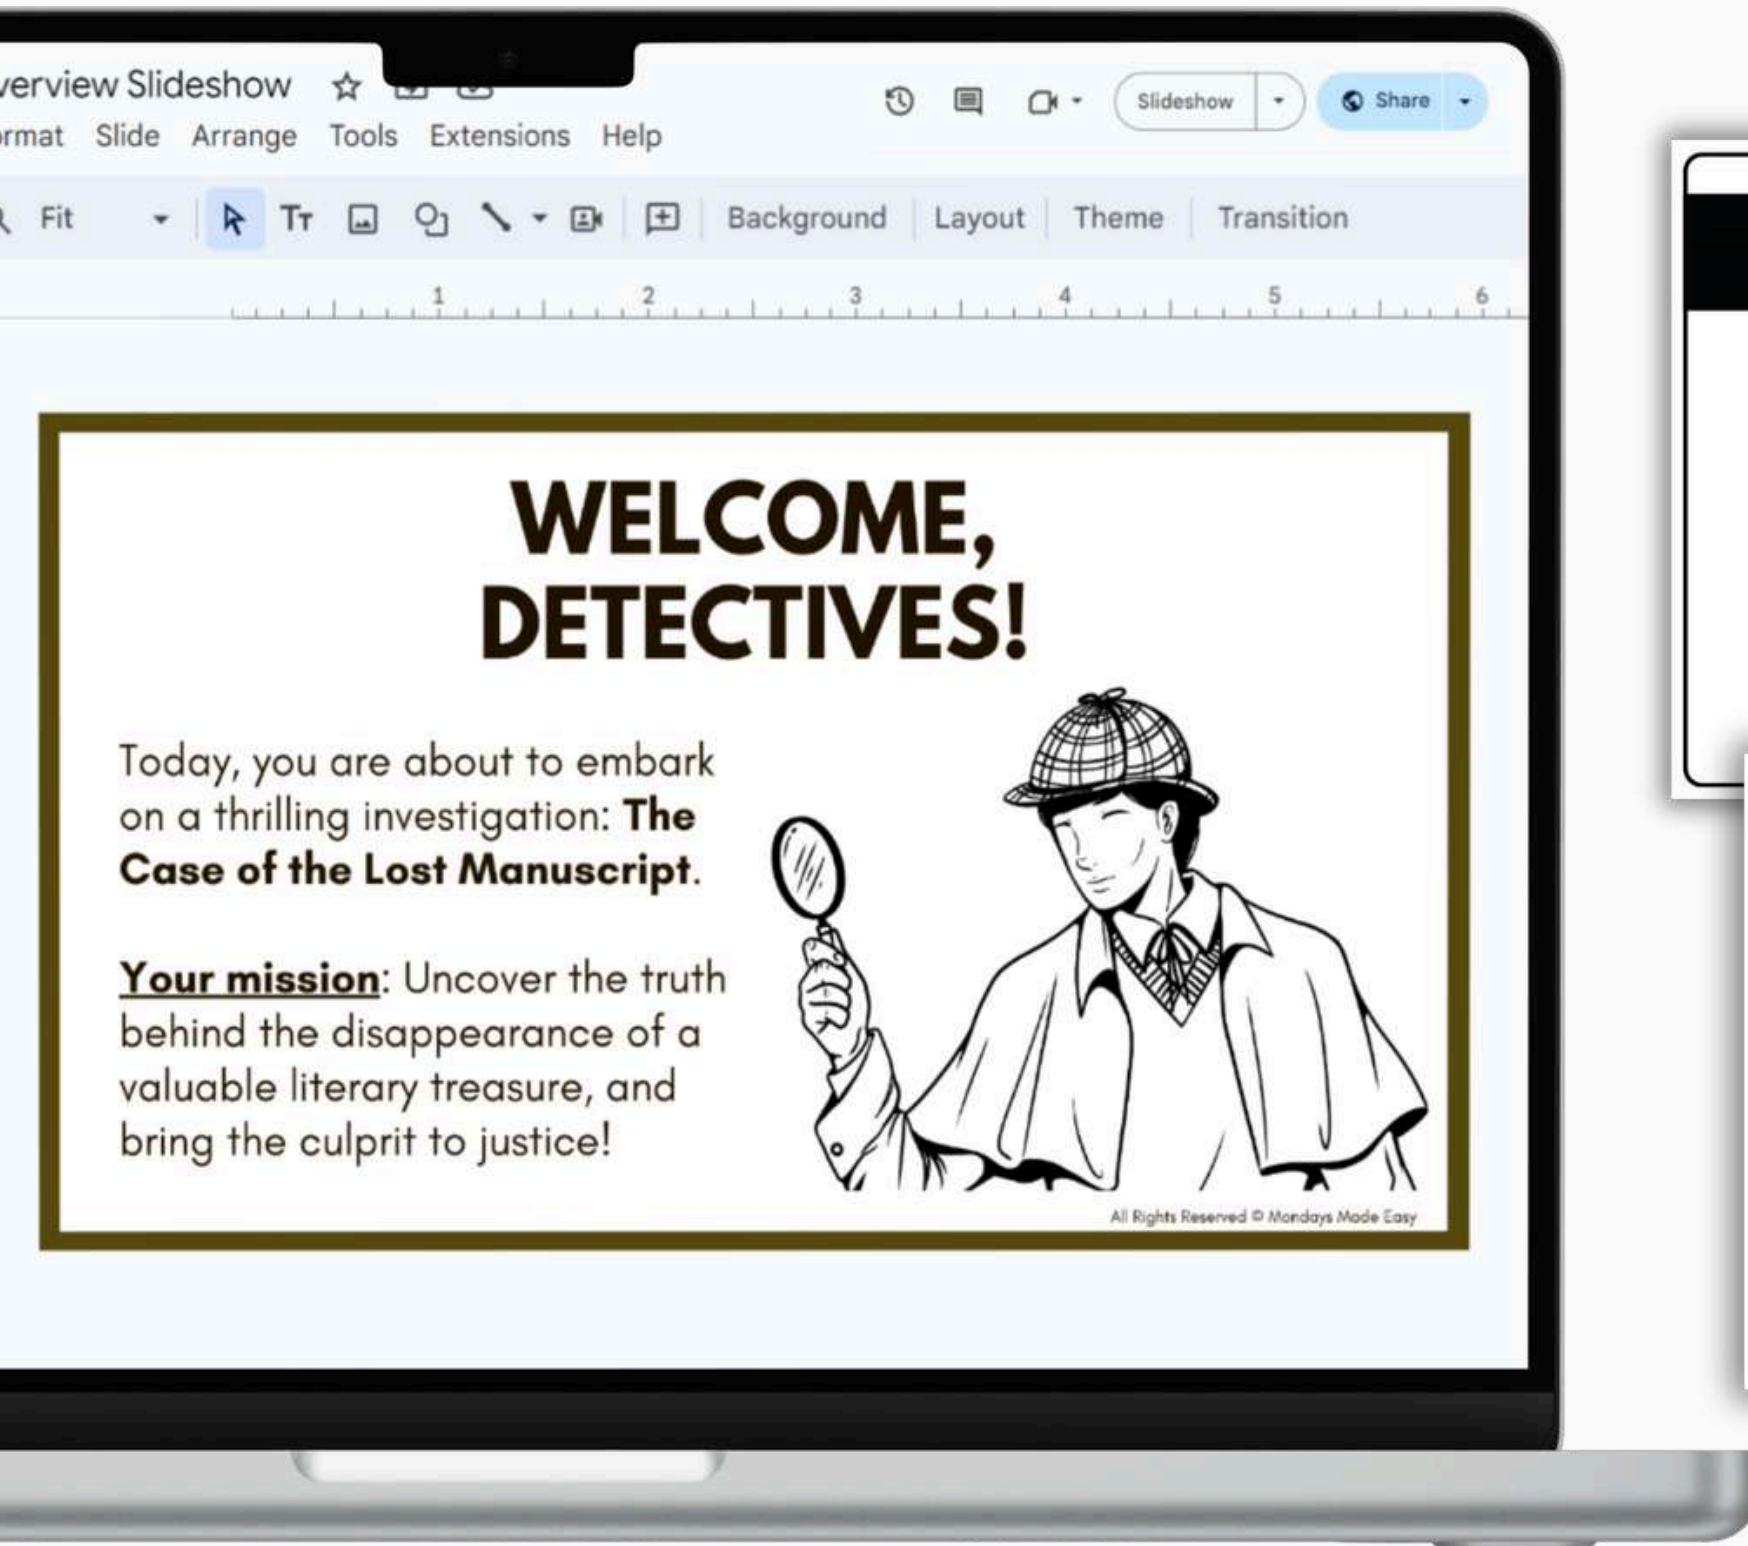 verview Slideshow
Slideshow
Share
ormat Slide Arrange Tools Extensions Help
Fit
Tт
Background Layout Theme Transition
1 2 3 4 5 6
WELCOME,
DETECTIVES!
Today, you are about to embark
on a thrilling investigation: The
Case of the Lost Manuscript.
Your mission: Uncover the truth
behind the disappearance of a
valuable literary treasure, and
bring the culprit to justice!
All Rights Reserved © Mondays Made Easy